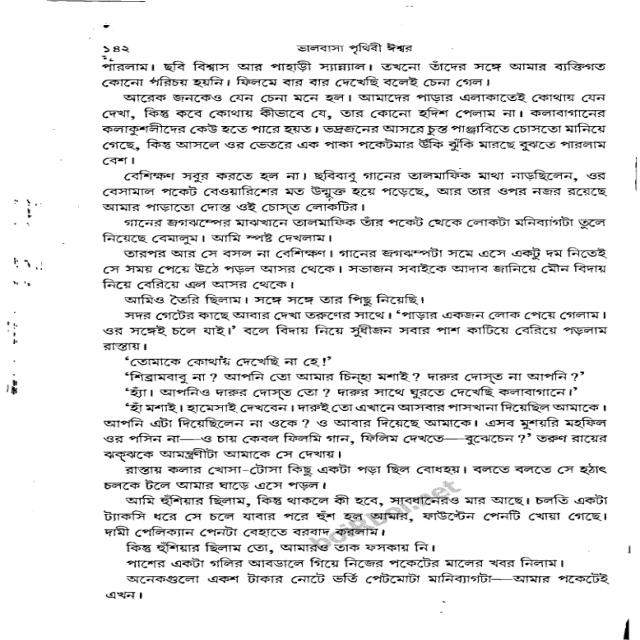 ১৪২
ভালবাসা পৃথিবী ঈশ্বর
পারলাম। ছবি বিশ্বাস আর পাহাড়ী স্যান্ন্যাল। তখনো তাঁদের সঙ্গে আমার ব্যক্তিগত
কোনো পরিচয় হয়নি। ফিলমে বার বার দেখেছি বলেই চেনা গেল।
আরেক জনকেও যেন চেনা মনে হল। আমাদের পাড়ার এলাকাতেই কোথায় যেন
দেখা, কিন্তু কবে কোথায় কীভাবে যে, তার কোনো হদিশ পেলাম না। কলাবাগানের
কলাকুশলীদের কেউ হতে পারে হয়ত। ভদ্রজনের আসরে চুস্ত পাঞ্জাবিতে চোসতো মানিয়ে
গেছে, কিন্তু আসলে ওর ভেতরে এক পাকা পকেটমার উঁকি ঝুঁকি মারছে বুঝতে পারলাম
বেশ।
বেশিক্ষণ সবুর করতে হল না। ছবিবাবু গানের তালমাফিক মাথা নাড়ছিলেন, ওর
বেসামাল পকেট বেওয়ারিশের মত উন্মুক্ত হয়ে পড়েছে, আর তার ওপর নজর রয়েছে
আমার পাড়াতো দোস্ত ওই চোস্ত লোকটির।
গানের জগঝম্পের মাঝখানে তালমাফিক তাঁর পকেট থেকে লোকটা মনিব্যাগটা তুলে
নিয়েছে বেমালুম। আমি স্পষ্ট দেখলাম।
তারপর আর সে বসল না বেশিক্ষণ। গানের জগঝম্পটা সমে এসে একটু দম নিতেই
সে সময় পেয়ে উঠে পড়ল আসর থেকে। সভাজন সবাইকে আদাব জানিয়ে মৌন বিদায়
নিয়ে বেরিয়ে এল আসর থেকে।
আমিও তৈরি ছিলাম। সঙ্গে সঙ্গে তার পিছু নিয়েছি।
সদর গেটের কাছে আবার দেখা তরুণের সাথে। ‘পাড়ার একজন লোক পেয়ে গেলাম।
ওর সঙ্গেই চলে যাই।’ বলে বিদায় নিয়ে সুধীজন সবার পাশ কাটিয়ে বেরিয়ে পড়লাম
রাস্তায়।
‘তোমাকে কোথায় দেখেছি না হে!’
‘শিব্রামবাবু না? আপনি তো আমার চিন্‌হা মশাই? দারুর দোস্ত না আপনি?’
‘হ্যাঁ। আপনিও দারুর দোস্ত তো? দারুর সাথে ঘুরতে দেখেছি কলাবাগানে।’
‘হাঁ মশাই। হামেসাই দেখবেন। দারুই তো এখানে আসবার পাসখানা দিয়েছিল আমাকে।
আপনি এটা দিয়েছিলেন না ওকে? ও আবার দিয়েছে আমাকে। এসব মুশয়রি মহফিল
ওর পসিন না—ও চায় কেবল ফিলমি গান, ফিলিম দেখতে—বুঝেচেন?’ তরুণ রায়ের
ঝক্‌ঝকে আমন্ত্রণীটা আমাকে সে দেখায়।
রাস্তায় কলার খোসা-টোসা কিছু একটা পড়া ছিল বোধহয়। বলতে বলতে সে হঠাৎ
চলকে টলে আমার ঘাড়ে এসে পড়ল।
আমি হুঁশিয়ার ছিলাম, কিন্তু থাকলে কী হবে, সাবধানেরও মার আছে। চলতি একটা
ট্যাকসি ধরে সে চলে যাবার পরে হুঁশ হল আমার, ফাউন্টেন পেনটি খোয়া গেছে।
দামী পেলিক্যান পেনটা বেহাতে বরবাদ করলাম।
কিন্তু হুঁশিয়ার ছিলাম তো, আমারও তাক ফসকায় নি।
পাশের একটা গলির আবডালে গিয়ে নিজের পকেটের মালের খবর নিলাম।
অনেকগুলো একশ টাকার নোটে ভর্তি পেটমোটা মানিব্যাগটা—আমার পকেটেই
এখন।
boiRboi.net